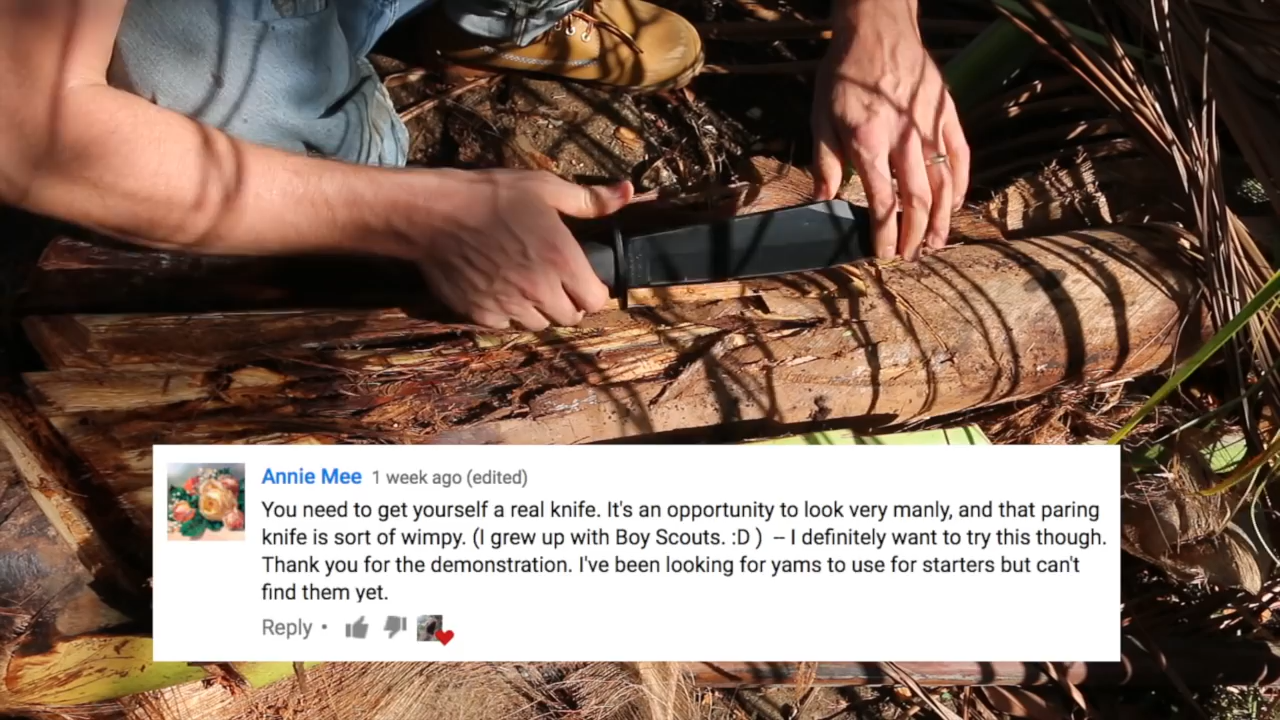 Annie Mee 1 week ago (edited)
You need to get yourself a real knife. It's an opportunity to look very manly, and that paring
knife is sort of wimpy. (I grew up with Boy Scouts. :D ) -- I definitely want to try this though.
Thank you for the demonstration. I've been looking for yams to use for starters but can't
find them yet.
Reply •